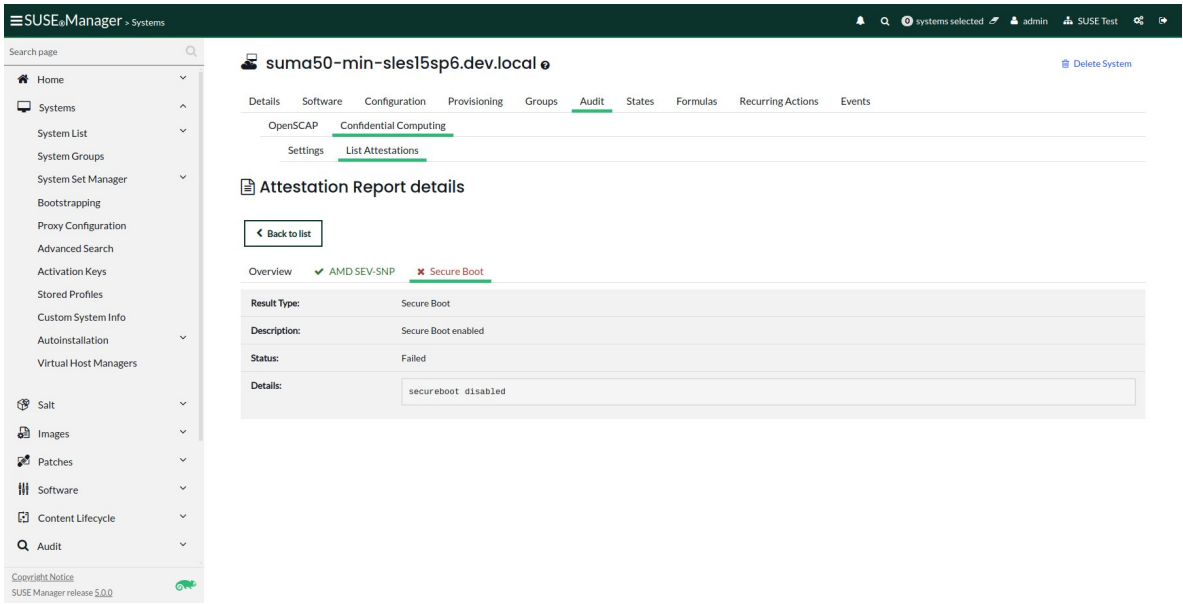 SUSE®Manager > Systems
0 systems selected admin SUSE Test
Search page
Home
Systems
System List
System Groups
System Set Manager
Bootstrapping
Proxy Configuration
Advanced Search
Activation Keys
Stored Profiles
Custom System Info
Autoinstallation
Virtual Host Managers
Salt
Images
Patches
Software
Content Lifecycle
Audit
Copyright Notice
SUSE Manager release 5.0.0
suma50-min-sles15sp6.dev.local
Delete System
Details Software Configuration Provisioning Groups Audit States Formulas Recurring Actions Events
OpenSCAP Confidential Computing
Settings List Attestations
Attestation Report details
Back to list
Overview AMD SEV-SNP Secure Boot
Result Type: Secure Boot
Description: Secure Boot enabled
Status: Failed
Details: secureboot disabled